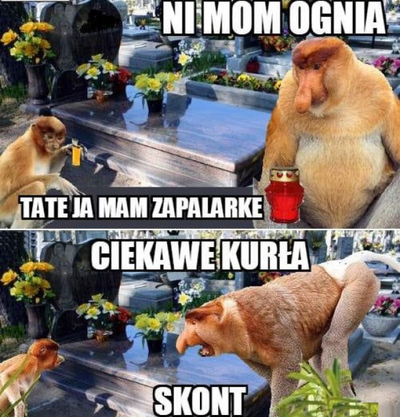 NI MOM OGNIA
TATE JA MAM ZAPALARKE
CIEKAWE KURŁA
SKONT